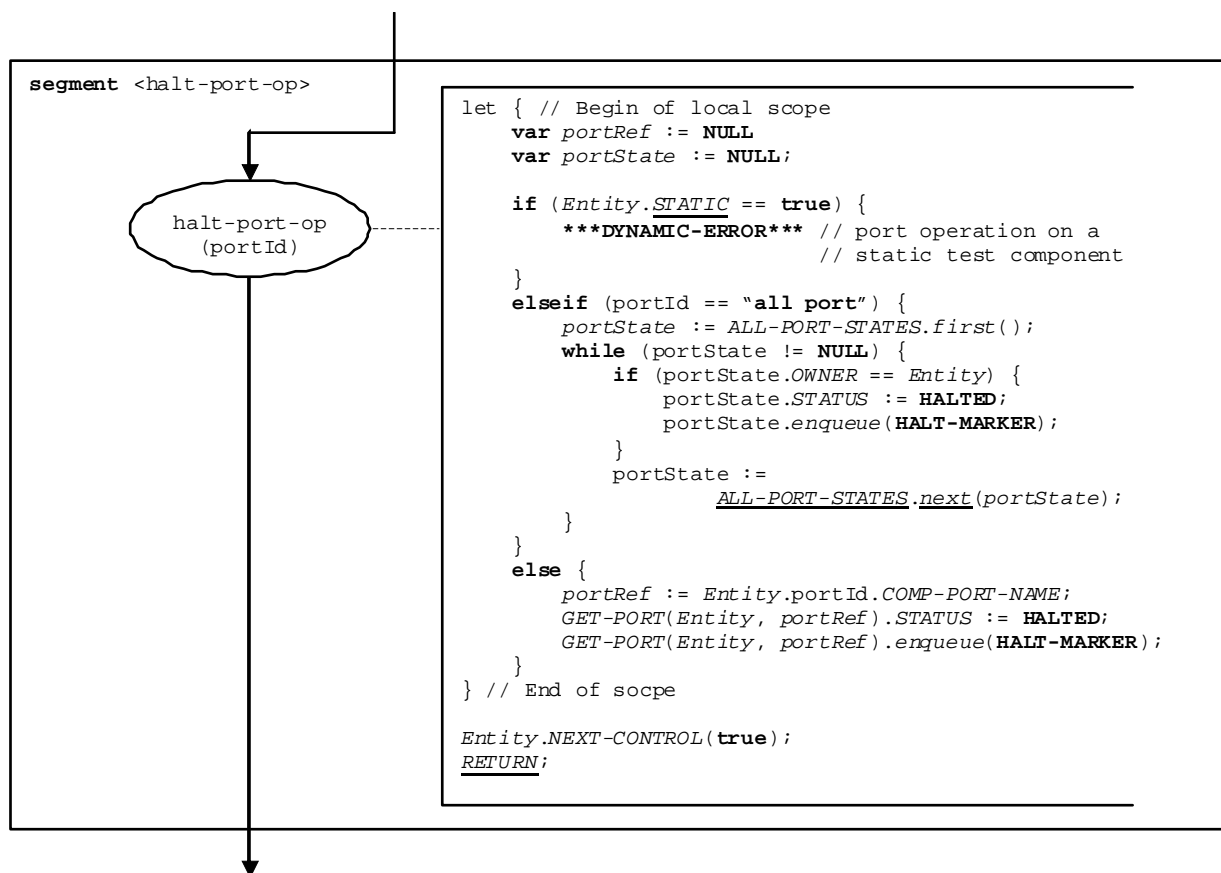 segment <halt-port-op>
halt-port-op
(portId)
let { // Begin of local scope
var portRef := NULL
var portState := NULL;
if (Entity.STATIC == true) {
***DYNAMIC-ERROR*** // port operation on a
// static test component
}
elseif (portId == “all port”) {
portState := ALL-PORT-STATES.first();
while (portState != NULL) {
if (portState.OWNER == Entity) {
portState.STATUS := HALTED;
portState.enqueue(HALT-MARKER);
}
portState :=
ALL-PORT-STATES.next(portState);
}
}
else {
portRef := Entity.portId.COMP-PORT-NAME;
GET-PORT(Entity, portRef).STATUS := HALTED;
GET-PORT(Entity, portRef).enqueue(HALT-MARKER);
}
} // End of socpe
Entity.NEXT-CONTROL(true);
RETURN;